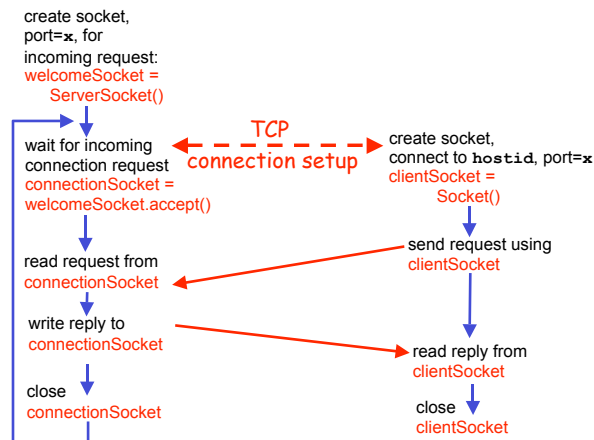 create socket,
port=x, for
incoming request:
welcomeSocket =
ServerSocket()
wait for incoming
connection request
connectionSocket =
welcomeSocket.accept()
TCP
connection setup
create socket,
connect to hostid, port=x
clientSocket =
Socket()
read request from
connectionSocket
send request using
clientSocket
write reply to
connectionSocket
read reply from
clientSocket
close
connectionSocket
close
clientSocket